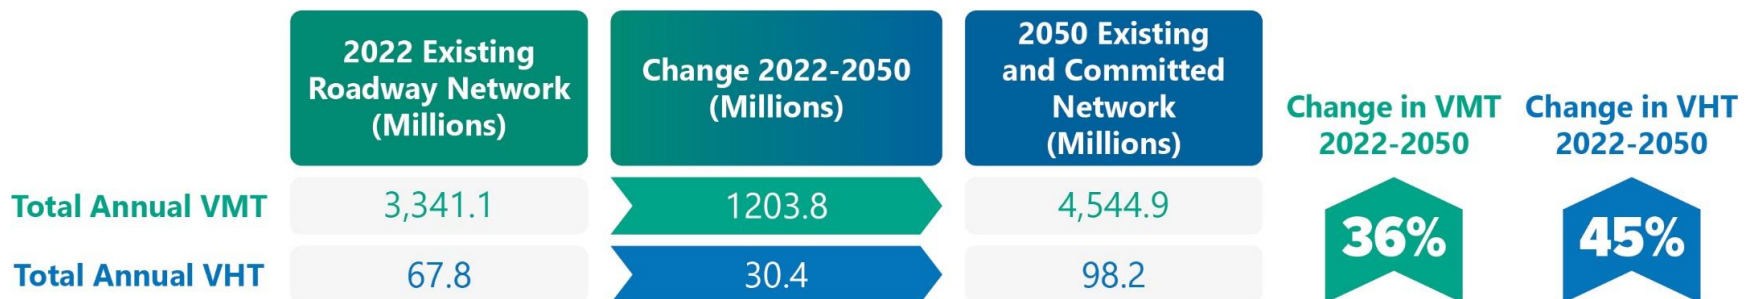 2022 Existing
Roadway Network
(Millions)
Change 2022-2050
(Millions)
2050 Existing
and Committed
Network
(Millions)
Change in VMT
2022-2050
Change in VHT
2022-2050
Total Annual VMT
3,341.1
1203.8
4,544.9
36%
45%
Total Annual VHT
67.8
30.4
98.2